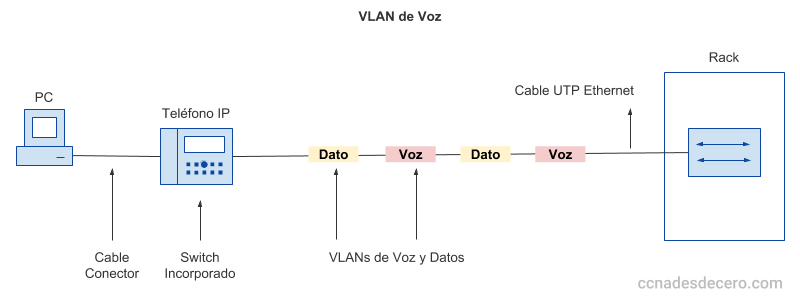 VLAN de Voz
Rack
Cable UTP Ethernet
PC
Teléfono IP
Dato
Voz
Dato
Voz
Cable
Conector
Switch
Incorporado
VLANs de Voz y Datos
ccnadesdecero.com